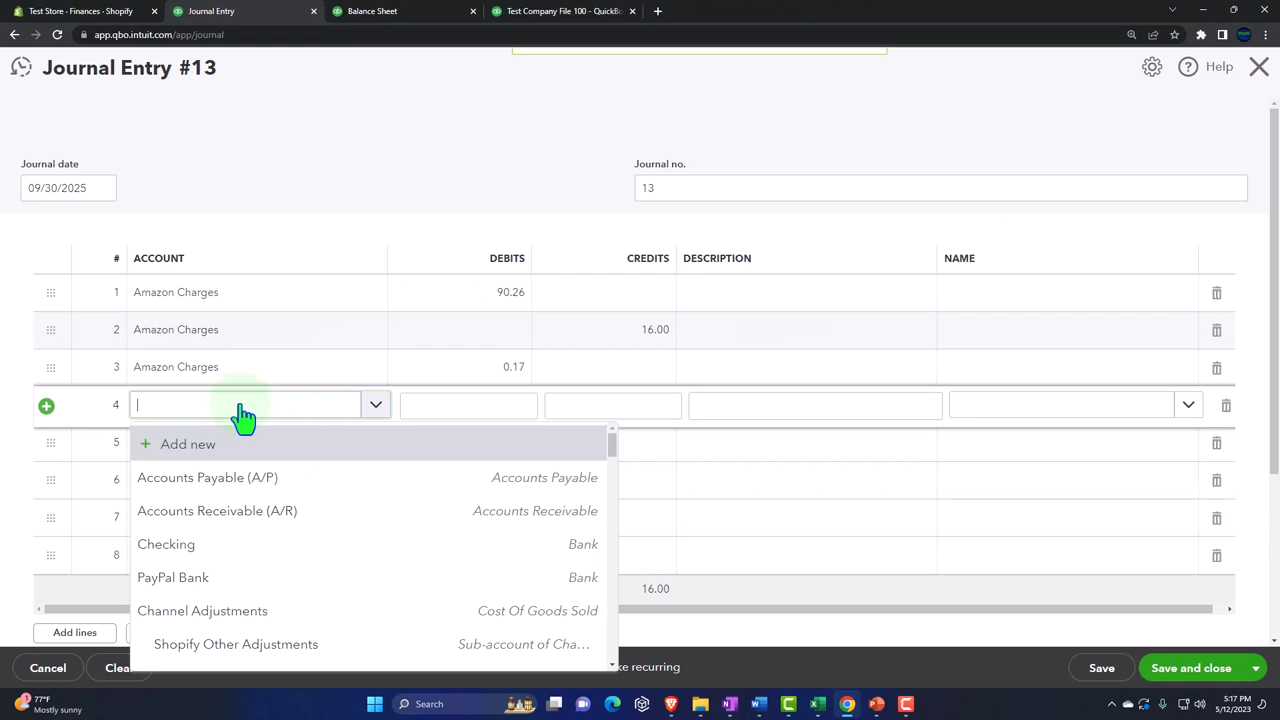 Test Store - Finances - Shopify
Journal Entry
Balance Sheet
Test Company File 100 - QuickBo
app.qbo.intuit.com/app/journal
Journal Entry #13
Help
Journal date
Journal no.
09/30/2025
13
# ACCOUNT DEBITS CREDITS DESCRIPTION NAME
1 Amazon Charges 90.26
2 Amazon Charges 16.00
3 Amazon Charges 0.17
4
Add new
5
Accounts Payable (A/P) Accounts Payable
6
Accounts Receivable (A/R) Accounts Receivable
7
Checking Bank
8
PayPal Bank Bank
16.00
Channel Adjustments Cost Of Goods Sold
Add lines
Shopify Other Adjustments Sub-account of Cha…
Cancel
Clea
ke recurring
Save
Save and close
77°F
Mostly sunny
Search
5:17 PM
5/12/2023